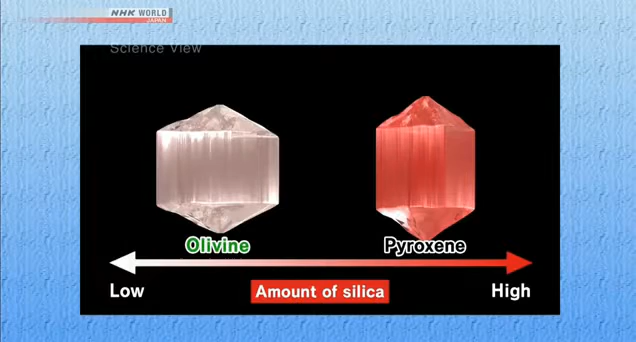 NHK WORLD
JAPAN
Science View
Olivine
Pyroxene
Low
Amount of silica
High